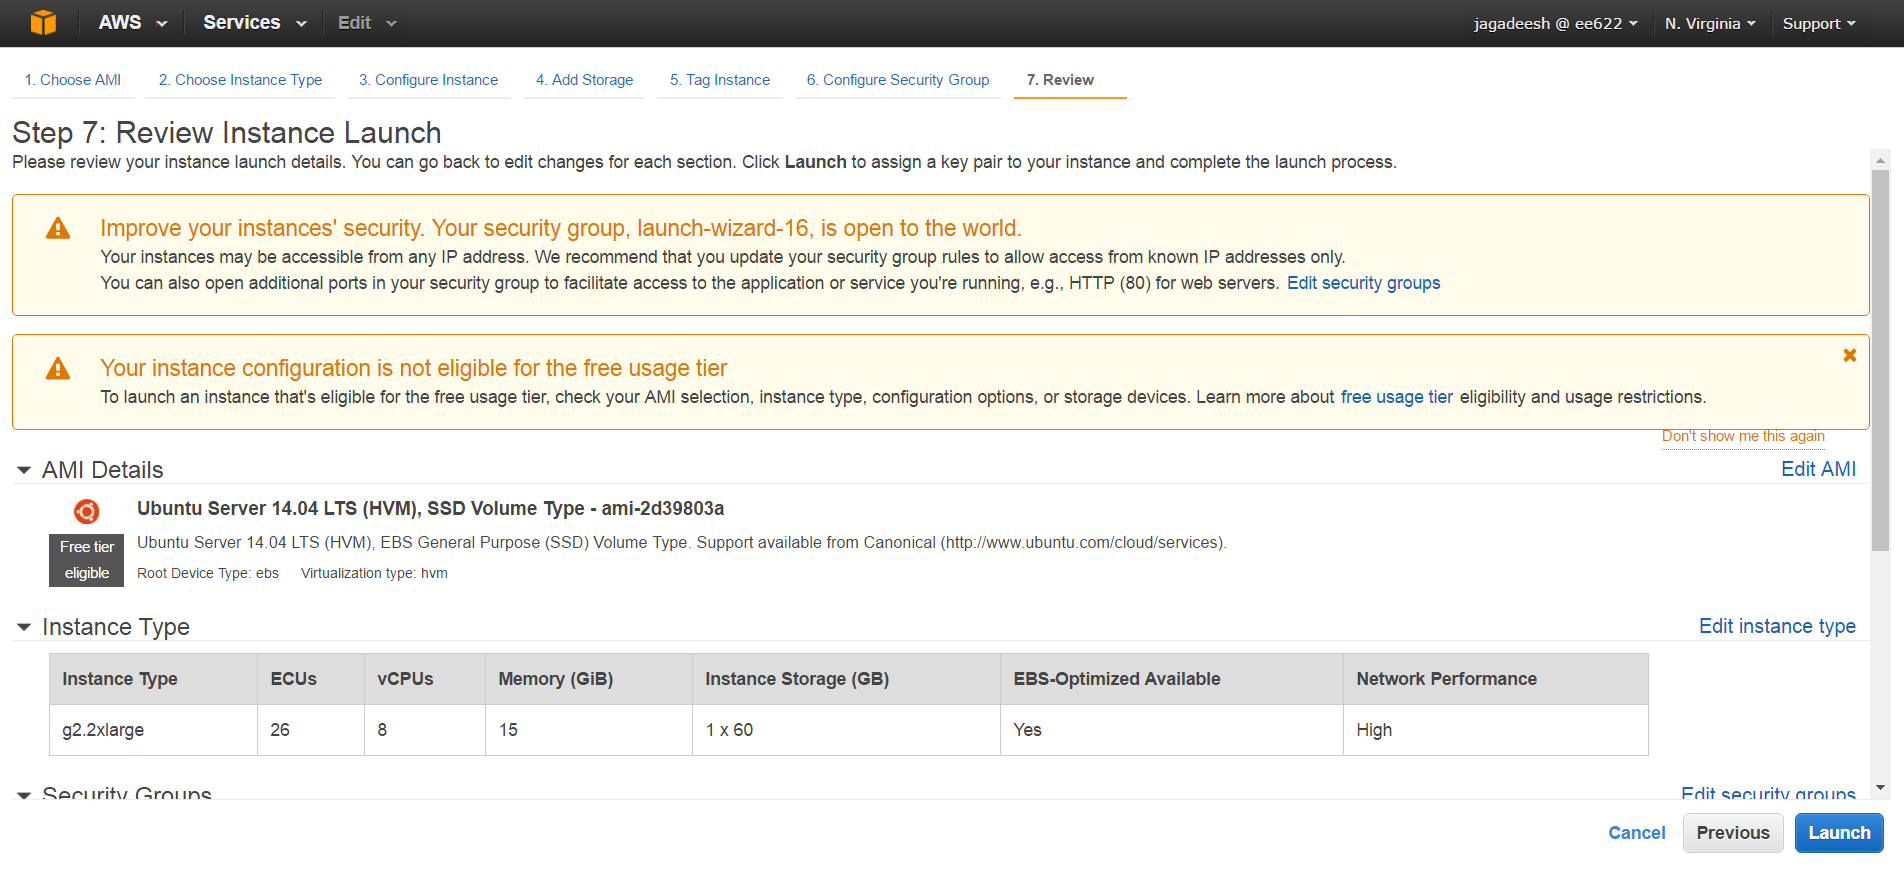 AWS Services Edit jagadeesh @ ee622 N. Virginia Support
1. Choose AMI 2. Choose Instance Type 3. Configure Instance 4. Add Storage 5. Tag Instance 6. Configure Security Group 7. Review
Step 7: Review Instance Launch
Please review your instance launch details. You can go back to edit changes for each section. Click Launch to assign a key pair to your instance and complete the launch process.
Improve your instances' security. Your security group, launch-wizard-16, is open to the world.
Your instances may be accessible from any IP address. We recommend that you update your security group rules to allow access from known IP addresses only.
You can also open additional ports in your security group to facilitate access to the application or service you're running, e.g., HTTP (80) for web servers. Edit security groups
Your instance configuration is not eligible for the free usage tier
To launch an instance that's eligible for the free usage tier, check your AMI selection, instance type, configuration options, or storage devices. Learn more about free usage tier eligibility and usage restrictions.
Don't show me this again
AMI Details Edit AMI
Ubuntu Server 14.04 LTS (HVM), SSD Volume Type - ami-2d39803a
Free tier
eligible
Ubuntu Server 14.04 LTS (HVM), EBS General Purpose (SSD) Volume Type. Support available from Canonical (http://www.ubuntu.com/cloud/services).
Root Device Type: ebs Virtualization type: hvm
Instance Type Edit instance type
Instance Type ECUs vCPUs Memory (GiB) Instance Storage (GB) EBS-Optimized Available Network Performance
g2.2xlarge 26 8 15 1 x 60 Yes High
Security Groups Edit security groups
Cancel Previous Launch